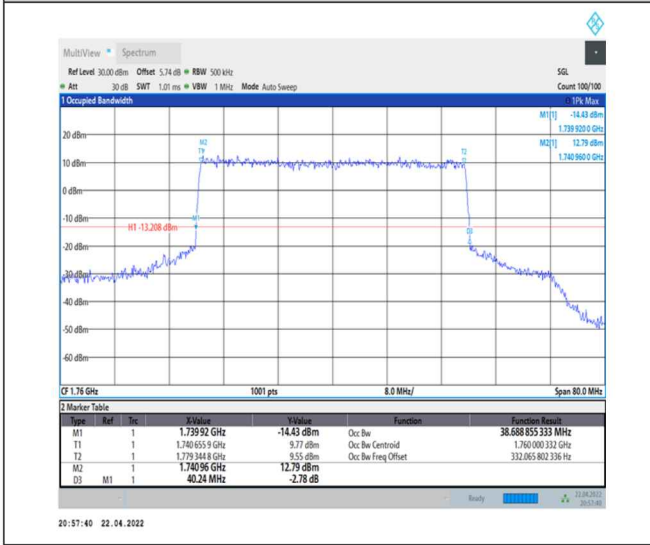 MultiView Spectrum
Ref Level 30.00 dBm Offset 5.74 dB RBW 500 kHz SGL
Att 30 dB SWT 1.01 ms VBW 1 MHz Mode Auto Sweep Count 100/100
1 Occupied Bandwidth 1Pk Max
M1[1] -14.43 dBm
1.739 920 0 GHz
M2[1] 12.79 dBm
1.740 960 0 GHz
20 dBm
M2
T1
T2
10 dBm
0 dBm
-10 dBm
M1
H1 -13.208 dBm
D3
-20 dBm
-30 dBm
-40 dBm
-50 dBm
-60 dBm
CF 1.76 GHz 1001 pts 8.0 MHz/ Span 80.0 MHz
2 Marker Table
Type Ref Trc X-Value Y-Value Function Function Result
M1 1 1.739 92 GHz -14.43 dBm Occ Bw 38.688 855 333 MHz
T1 1 1.740 655 9 GHz 9.77 dBm Occ Bw Centroid 1.760 000 332 GHz
T2 1 1.779 344 8 GHz 9.55 dBm Occ Bw Freq Offset 332.065 802 336 Hz
M2 1 1.740 96 GHz 12.79 dBm
D3 M1 1 40.24 MHz -2.78 dB
Ready 22.04.2022
20:57:40
20:57:40 22.04.2022